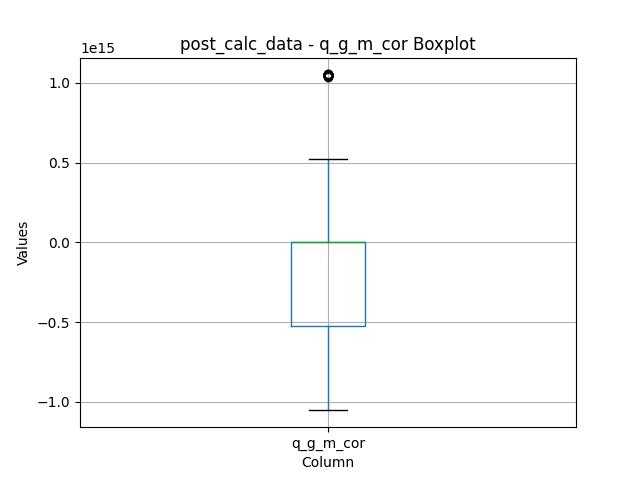 post_calc_data - q_g_m_cor Boxplot
1e15
1.0
0.5
0.0
−0.5
−1.0
Values
q_g_m_cor
Column